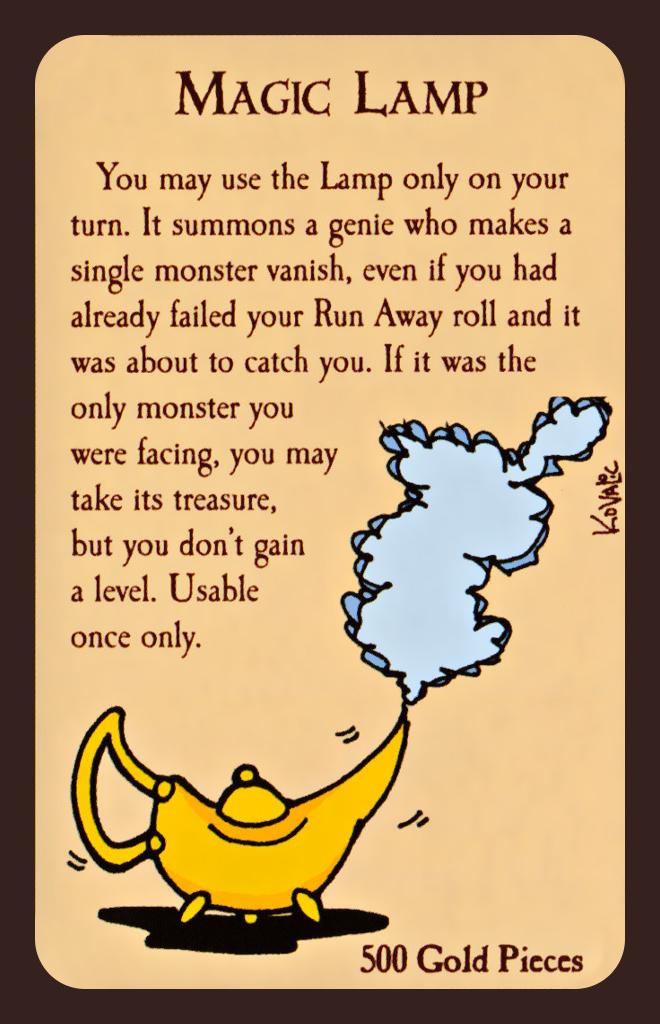 Magic Lamp
You may use the Lamp only on your
turn. It summons a genie who makes a
single monster vanish, even if you had
already failed your Run Away roll and it
was about to catch you. If it was the
only monster you
were facing, you may
take its treasure,
but you don't gain
a level. Usable
once only.
Kovalic
500 Gold Pieces